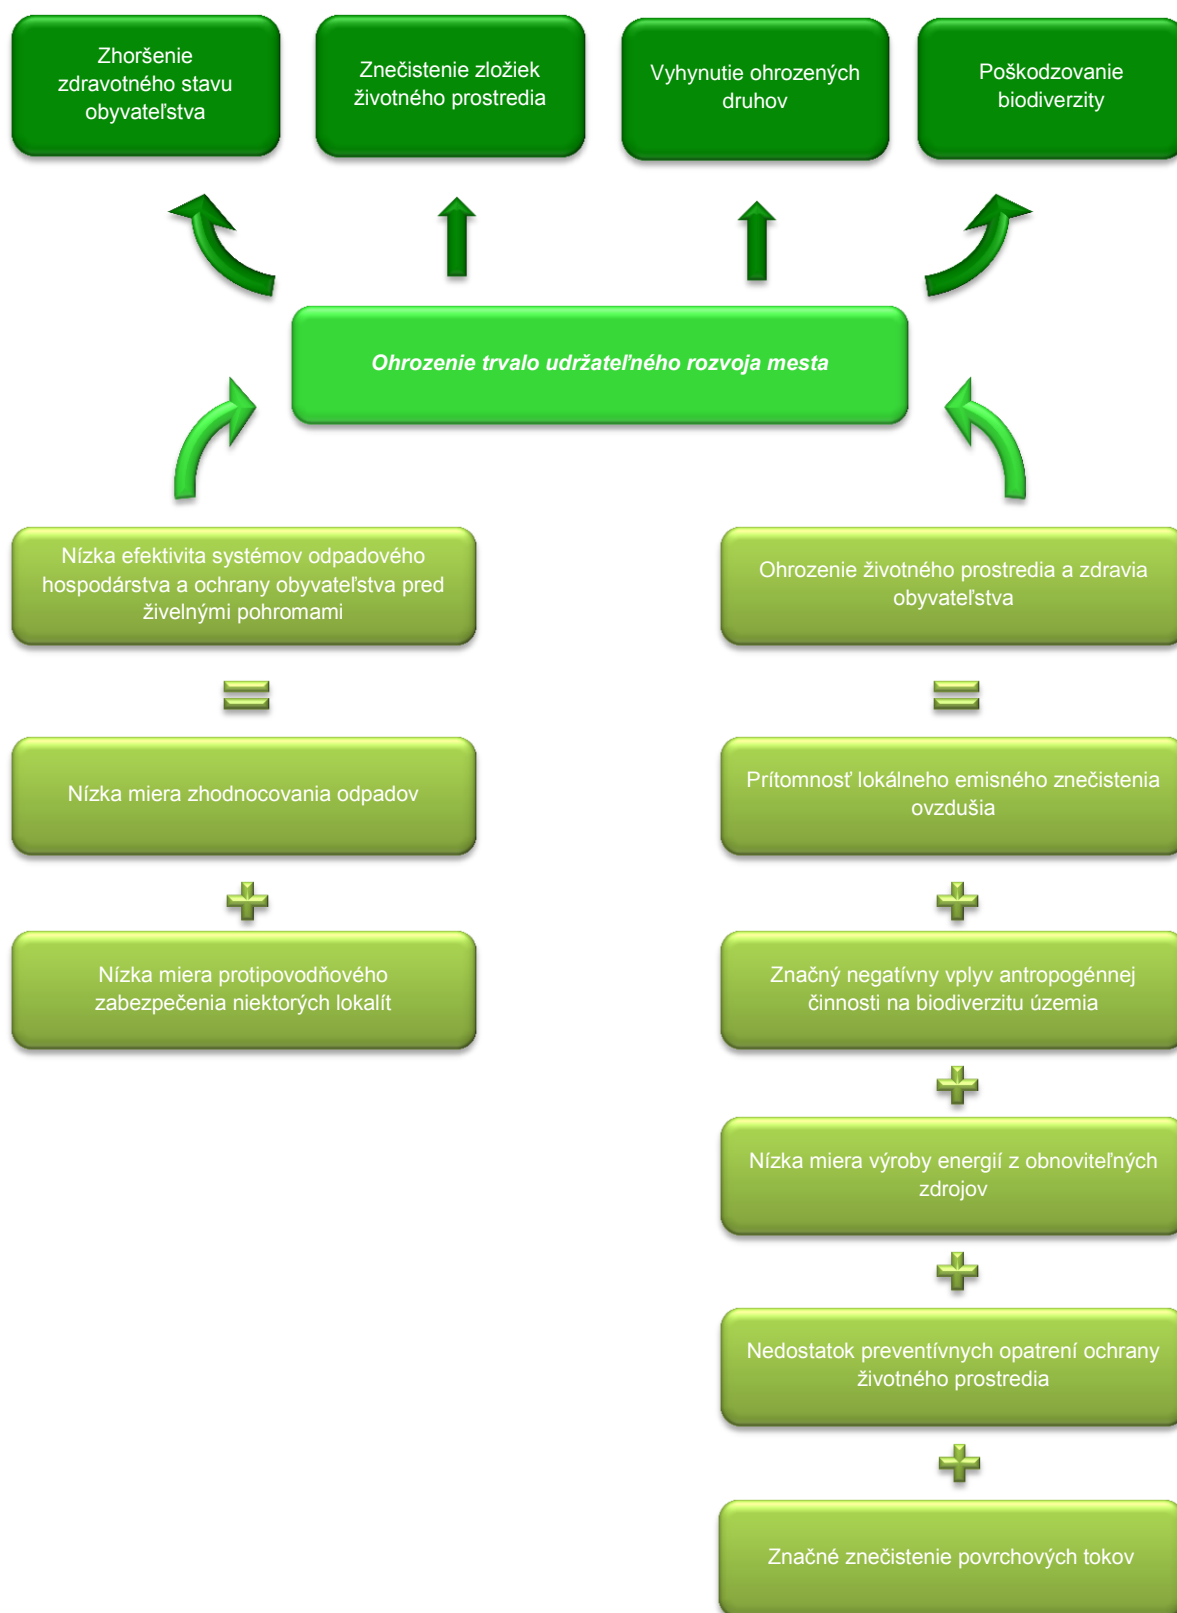 Zhoršenie
zdravotného stavu
obyvateľstva
Znečistenie zložiek
životného prostredia
Vyhynutie ohrozených
druhov
Poškodzovanie
biodiverzity
Ohrozenie trvalo udržateľného rozvoja mesta
Nízka efektivita systémov odpadového
hospodárstva a ochrany obyvateľstva pred
živelnými pohromami
Ohrozenie životného prostredia a zdravia
obyvateľstva
Nízka miera zhodnocovania odpadov
Prítomnosť lokálneho emisného znečistenia
ovzdušia
Nízka miera protipovodňového
zabezpečenia niektorých lokalít
Značný negatívny vplyv antropogénnej
činnosti na biodiverzitu územia
Nízka miera výroby energií z obnoviteľných
zdrojov
Nedostatok preventívnych opatrení ochrany
životného prostredia
Značné znečistenie povrchových tokov